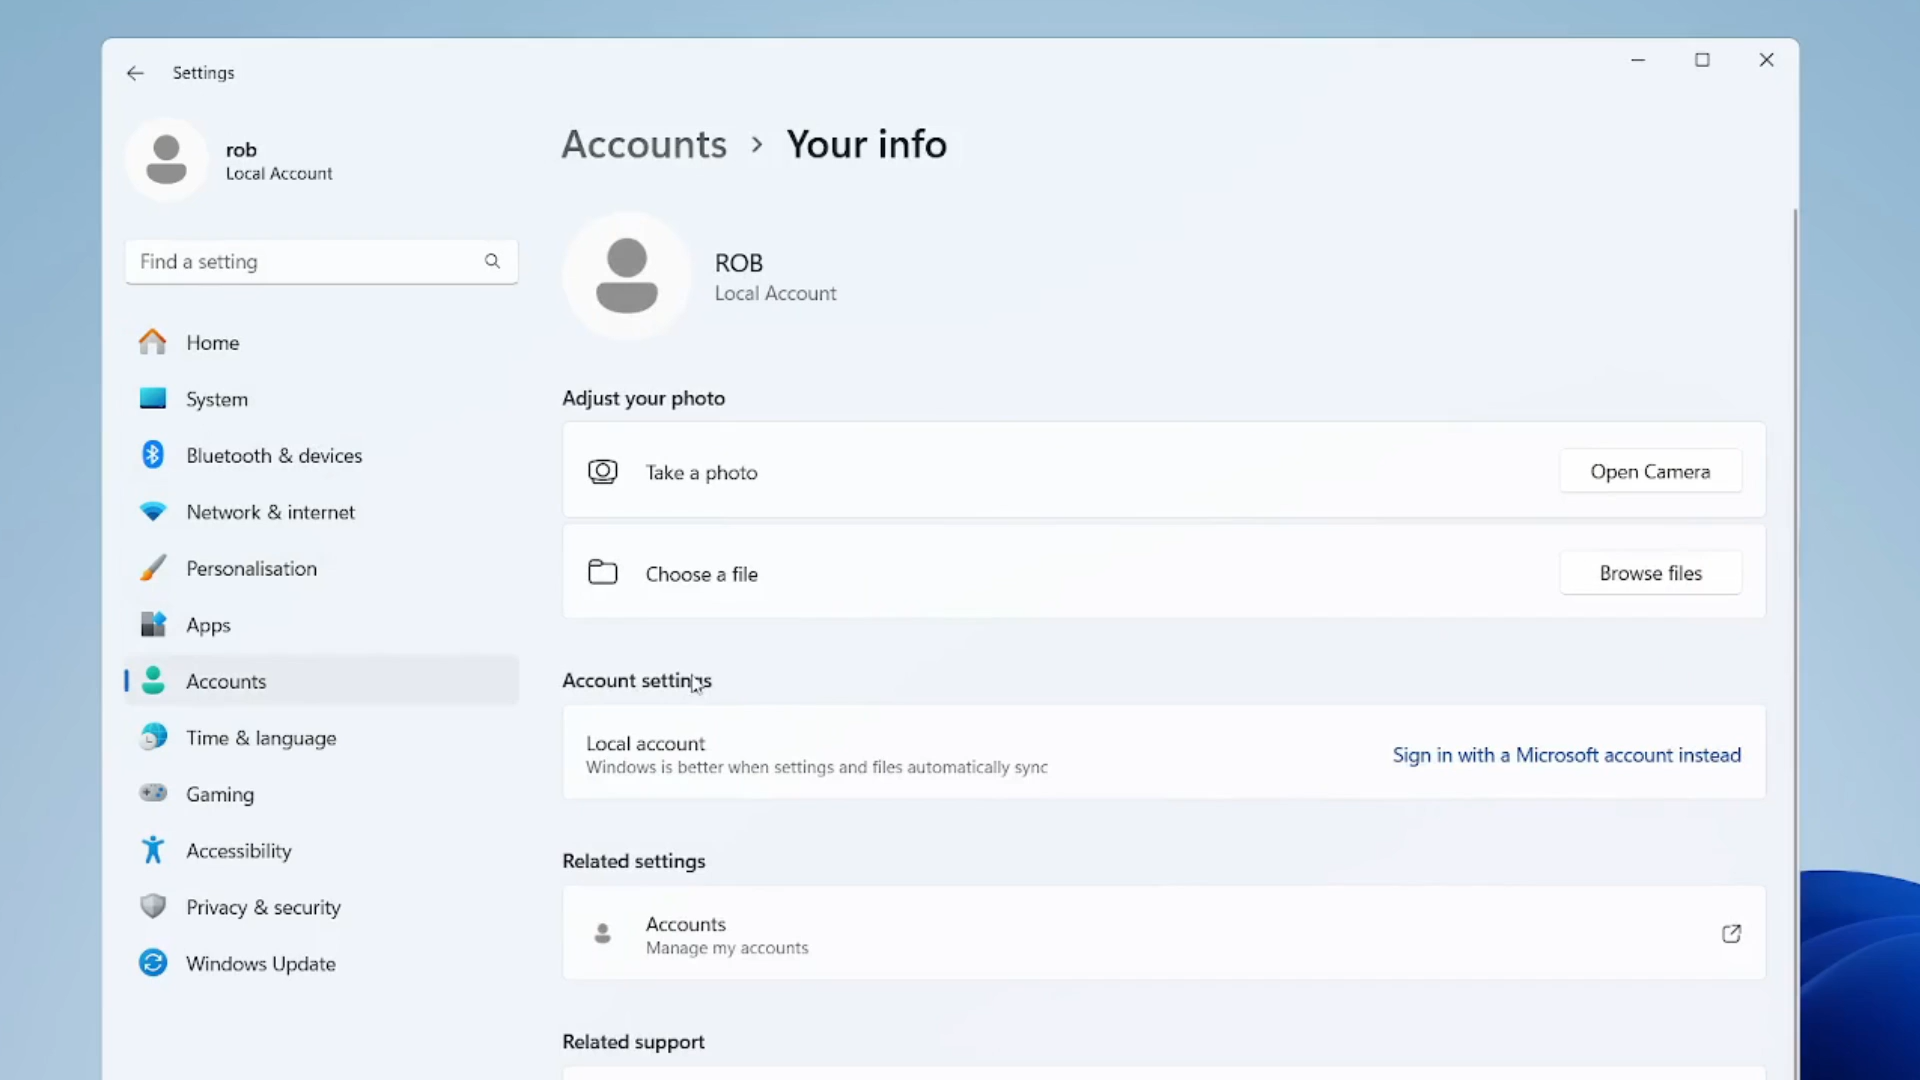 Settings
rob
Local Account
Find a setting
Home
System
Bluetooth & devices
Network & internet
Personalisation
Apps
Accounts
Time & language
Gaming
Accessibility
Privacy & security
Windows Update
Accounts > Your info
ROB
Local Account
Adjust your photo
Take a photo
Open Camera
Choose a file
Browse files
Account settings
Local account
Windows is better when settings and files automatically sync
Sign in with a Microsoft account instead
Related settings
Accounts
Manage my accounts
Related support